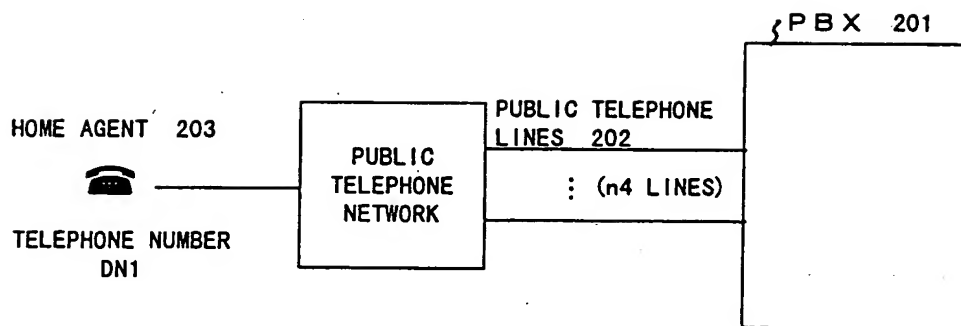 PBX 201
HOME AGENT 203
TELEPHONE NUMBER
DN1
PUBLIC
TELEPHONE
NETWORK
PUBLIC TELEPHONE
LINES 202
⋮ (n4 LINES)